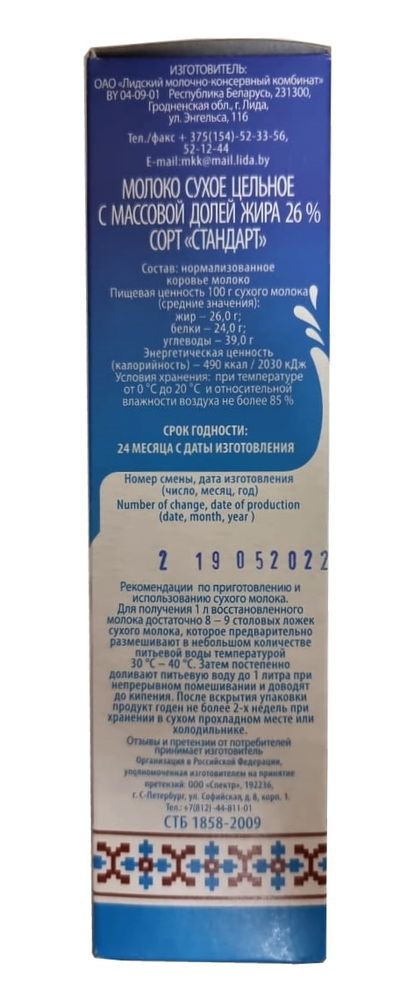 ИЗГОТОВИТЕЛЬ:
ОАО «Лидский молочно-консервный комбинат»
BY 04-09-01 Республика Беларусь, 231300,
Гродненская обл., г. Лида,
ул. Энгельса, 116
Тел./факс + 375(154)-52-33-56,
52-12-44
E-mail:mkk@mail.lida.by
МОЛОКО СУХОЕ ЦЕЛЬНОЕ
С МАССОВОЙ ДОЛЕЙ ЖИРА 26 %
СОРТ «СТАНДАРТ»
Состав: нормализованное
коровье молоко
Пищевая ценность 100 г сухого молока
(средние значения):
жир – 26,0 г;
белки – 24,0 г;
углеводы – 39,0 г
Энергетическая ценность
(калорийность) – 490 ккал / 2030 кДж
Условия хранения: при температуре
от 0 °С до 20 °С и относительной
влажности воздуха не более 85 %
СРОК ГОДНОСТИ:
24 МЕСЯЦА С ДАТЫ ИЗГОТОВЛЕНИЯ
Номер смены, дата изготовления
(число, месяц, год)
Number of change, date of production
(date, month, year )
2 19 05 2022
Рекомендации по приготовлению и
использованию сухого молока.
Для получения 1 л восстановленного
молока достаточно 8 – 9 столовых ложек
сухого молока, которое предварительно
размешивают в небольшом количестве
питьевой воды температурой
30 °С – 40 °С. Затем постепенно
доливают питьевую воду до 1 литра при
непрерывном помешивании и доводят
до кипения. После вскрытия упаковки
продукт годен не более 2-х недель при
хранении в сухом прохладном месте или
холодильнике.
Отзывы и претензии от потребителей
принимает изготовитель
Организация в Российской Федерации,
уполномоченная изготовителем на принятие
претензий: ООО «Спектр», 192236,
г. С-Петербург, ул. Софийская, д. 8, корп. 1.
Тел.: +7(812)-44-811-01
СТБ 1858-2009